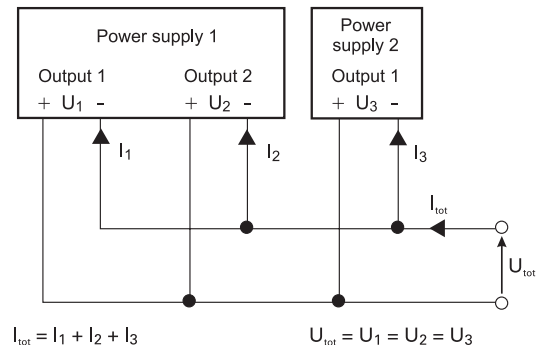 Power supply 1
Power
supply 2
Output 1
Output 2
Output 1
+ U1 -
+ U2 -
+ U3 -
I1
I2
I3
Itot
Utot
Itot = I1 + I2 + I3
Utot = U1 = U2 = U3